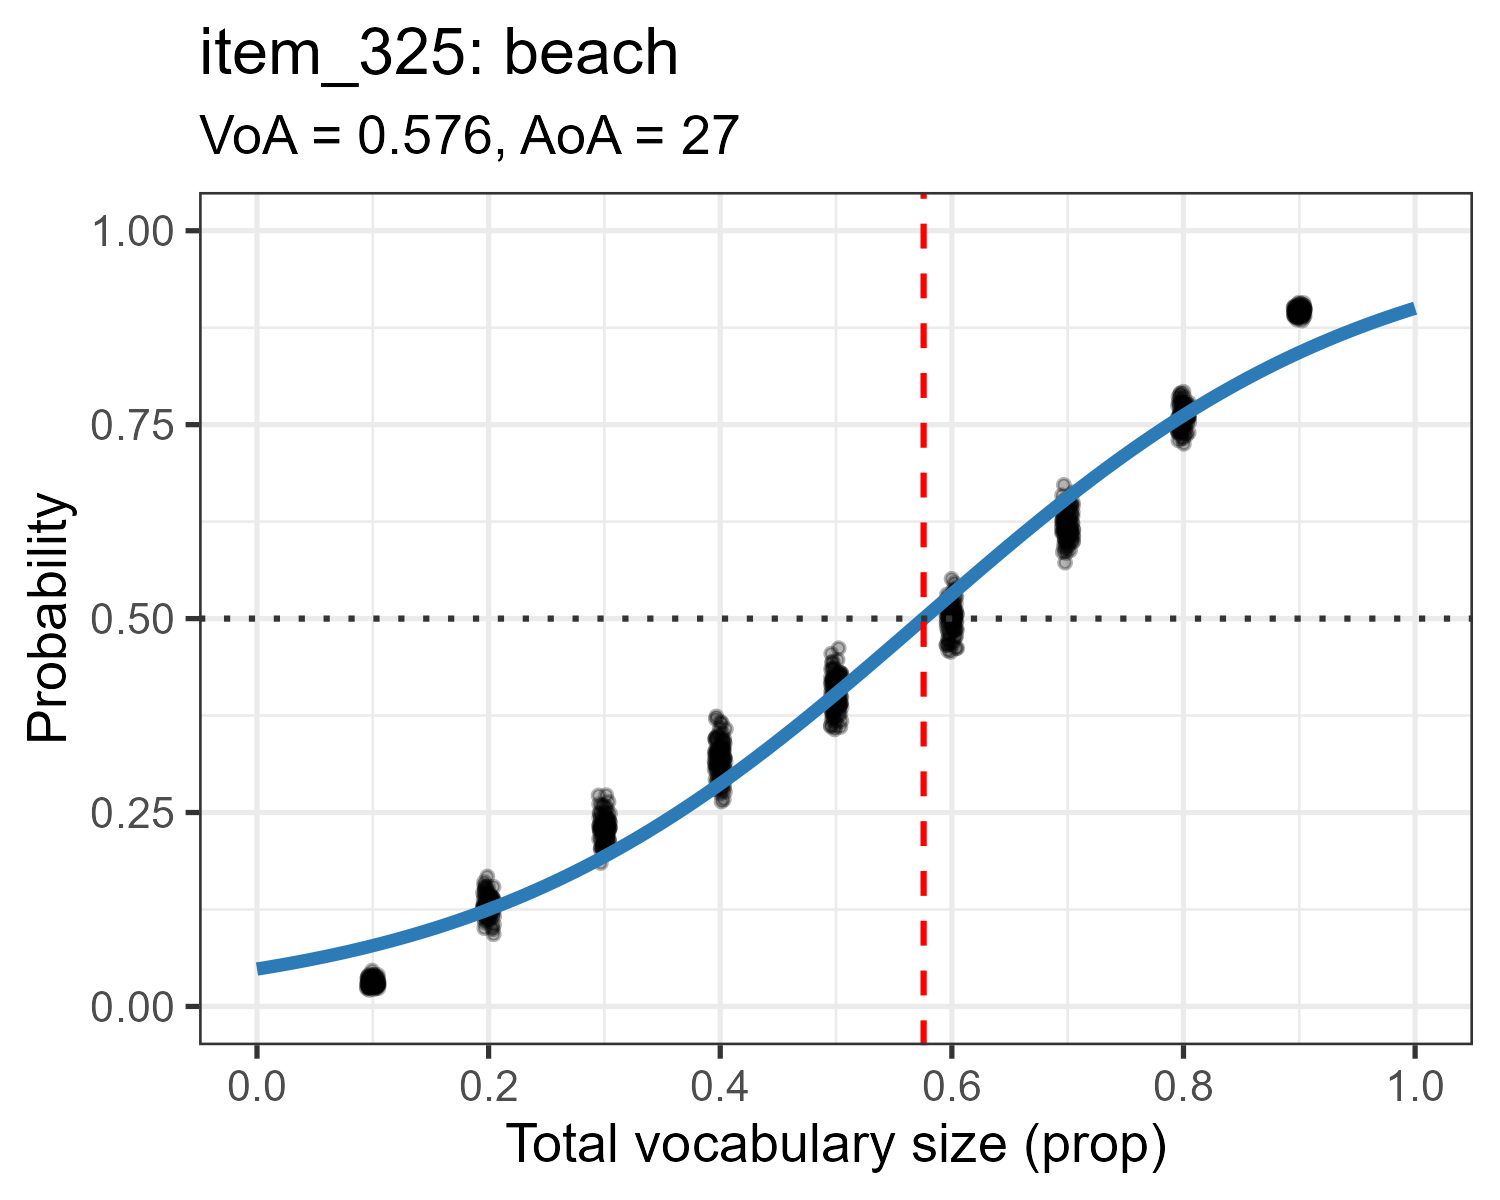 item_325: beach
VoA = 0.576, AoA = 27
1.00
0.75
0.50
0.25
0.00
Probability
0.0 0.2 0.4 0.6 0.8 1.0
Total vocabulary size (prop)